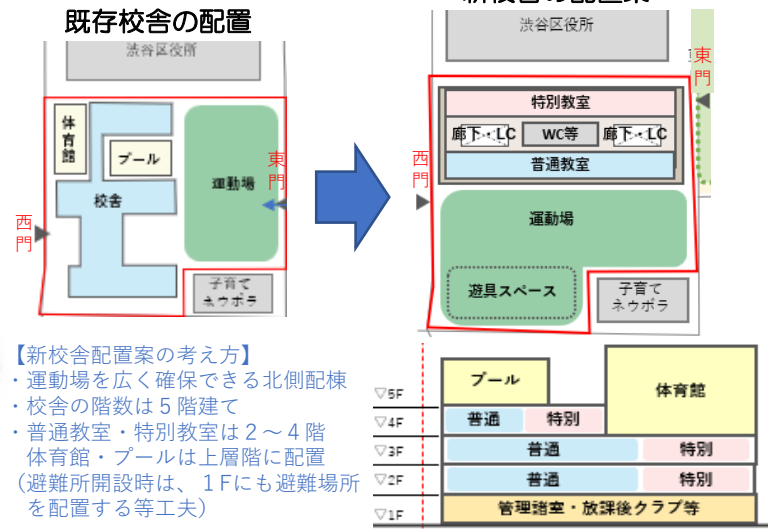 既存校舎の配置
渋谷区役所
体育館
プール
校舎
運動場
東門
西門
子育て
ネウボラ
渋谷区役所
東門
特別教室
廊下・LC
WC等
廊下・LC
普通教室
西門
運動場
遊具スペース
子育て
ネウボラ
【新校舎配置案の考え方】
・運動場を広く確保できる北側配棟
・校舎の階数は５階建て
・普通教室・特別教室は２～４階
体育館・プールは上層階に配置
(避難所開設時は、１Fにも避難場所
を配置する等工夫)
プール
体育館
▽5F
普通
特別
▽4F
普通
特別
▽3F
普通
特別
▽2F
管理諸室・放課後クラブ等
▽1F